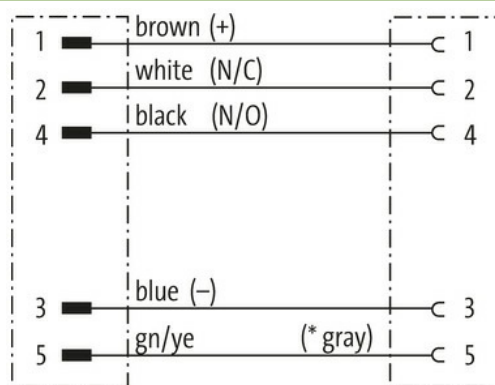 1 brown (+) 1
2 white (N/C) 2
4 black (N/O) 4
3 blue (–) 3
5 gn/ye (* gray) 5